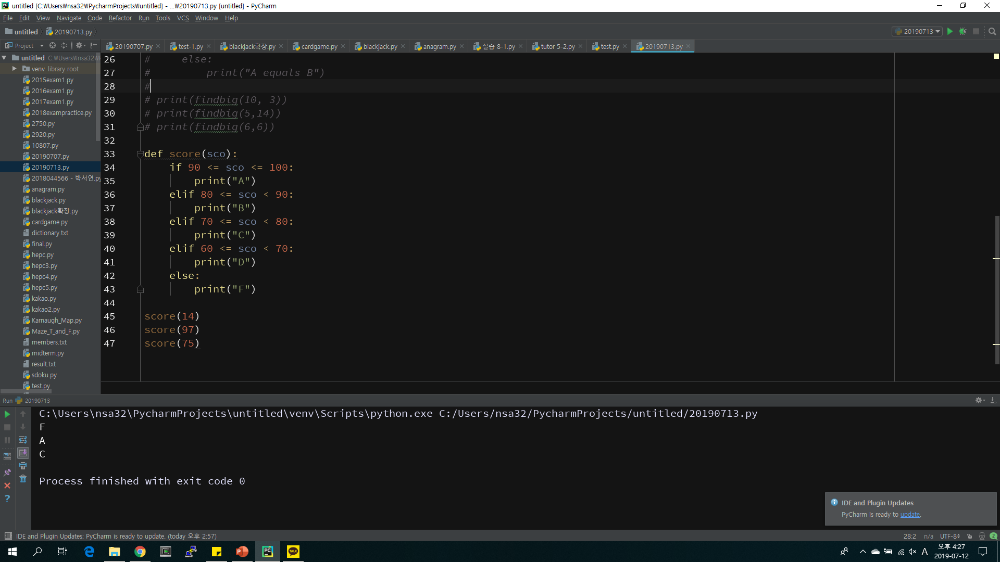 untitled [C:₩Users₩nsa32₩PycharmProjects₩untitled] - ...₩20190713.py [untitled] - PyCharm
File Edit View Navigate Code Refactor Run Tools VCS Window Help
untitled 20190713.py
20190713
Project
20190707.py test-1.py blackjack확장.py cardgame.py blackjack.py anagram.py 실습 8-1.py tutor 5-2.py test.py 20190713.py
untitled C:₩Users₩nsa32₩
venv library root
2015exam1.py
2016exam1.py
2017exam1.py
2018exampractice.py
2750.py
2920.py
10807.py
20190707.py
20190713.py
2018044566 - 박서연.py
anagram.py
blackjack.py
blackjack확장.py
cardgame.py
dictionary.txt
final.py
hepc.py
hepc3.py
hepc4.py
hepc5.py
kakao.py
kakao2.py
Karnaugh_Map.py
Maze_T_and_F.py
members.txt
midterm.py
result.txt
sdoku.py
test.py
26 #     else:
27 #         print("A equals B")
28 #
29 # print(findbig(10, 3))
30 # print(findbig(5,14))
31 # print(findbig(6,6))
32
33 def score(sco):
34     if 90 <= sco <= 100:
35         print("A")
36     elif 80 <= sco < 90:
37         print("B")
38     elif 70 <= sco < 80:
39         print("C")
40     elif 60 <= sco < 70:
41         print("D")
42     else:
43         print("F")
44
45 score(14)
46 score(97)
47 score(75)
Run 20190713
C:\Users\nsa32\PycharmProjects\untitled\venv\Scripts\python.exe C:/Users/nsa32/PycharmProjects/untitled/20190713.py
F
A
C
Process finished with exit code 0
IDE and Plugin Updates
PyCharm is ready to update.
IDE and Plugin Updates: PyCharm is ready to update. (today 오후 2:57)
28:2 n/a UTF-8 2
PC TALK A 오후 4:27
2019-07-12